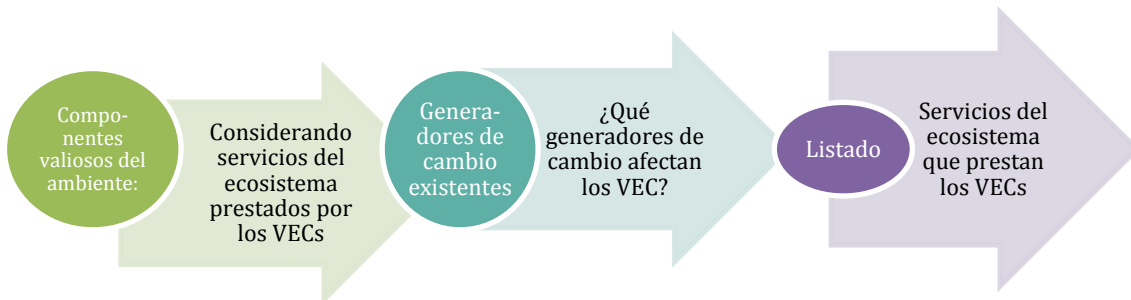 Compo-
nentes
valiosos del
ambiente:
Considerando
servicios del
ecosistema
prestados por
los VECs
Genera-
dores de
cambio
existentes
¿Qué
generadores de
cambio afectan
los VEC?
Listado
Servicios del
ecosistema
que prestan
los VECs